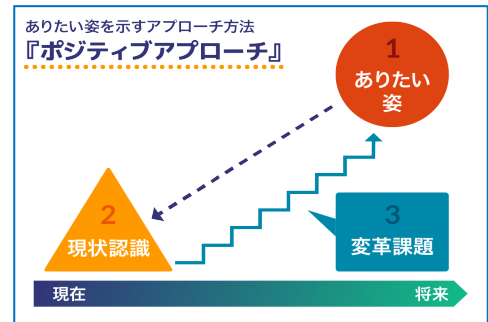 ありたい姿を示すアプローチ方法
『ポジティブアプローチ』
1
ありたい
姿
2
現状認識
3
変革課題
現在
将来